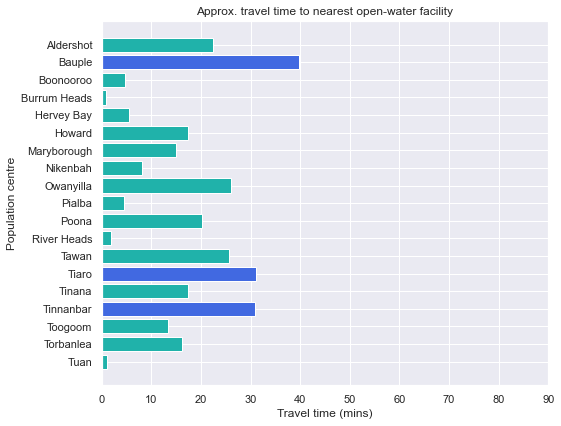 Approx. travel time to nearest open-water facility
Population centre
Aldershot
Bauple
Boonooroo
Burrum Heads
Hervey Bay
Howard
Maryborough
Nikenbah
Owanyilla
Pialba
Poona
River Heads
Tawan
Tiaro
Tinana
Tinnanbar
Toogoom
Torbanlea
Tuan
0 10 20 30 40 50 60 70 80 90
Travel time (mins)